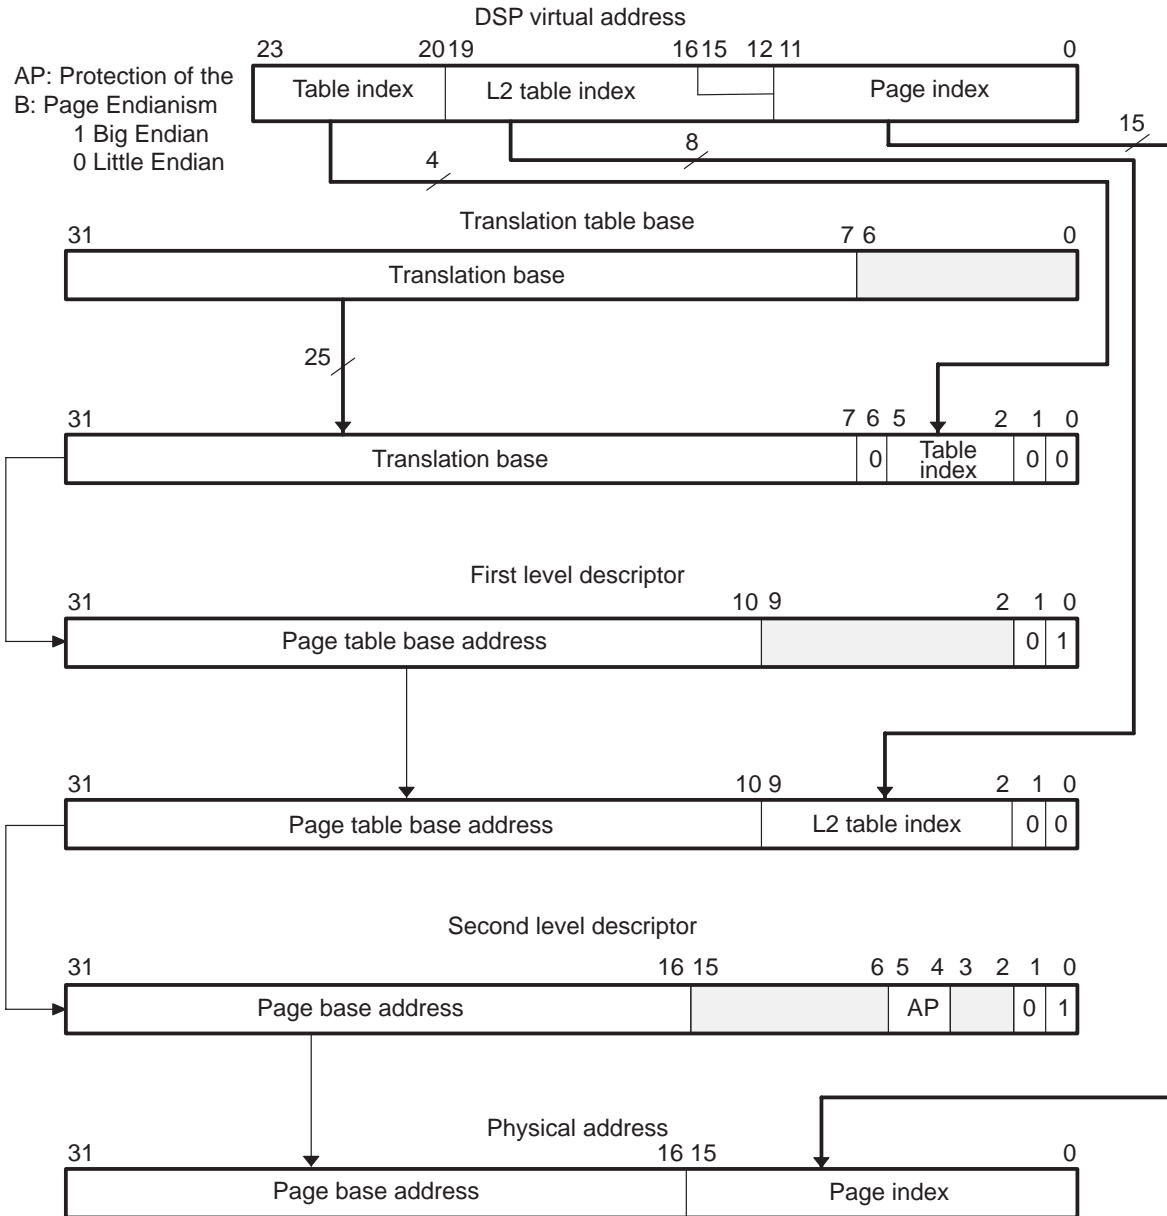 DSP virtual address
23 20 19 16 15 12 11 0
AP: Protection of the
B: Page Endianism
1 Big Endian
0 Little Endian
Table index L2 table index Page index
15
8
4
Translation table base
31 7 6 0
Translation base
25
31 7 6 5 2 1 0
Translation base 0 Table index 0 0
First level descriptor
31 10 9 2 1 0
Page table base address 0 1
31 10 9 2 1 0
Page table base address L2 table index 0 0
Second level descriptor
31 16 15 6 5 4 3 2 1 0
Page base address AP 0 1
Physical address
31 16 15 0
Page base address Page index